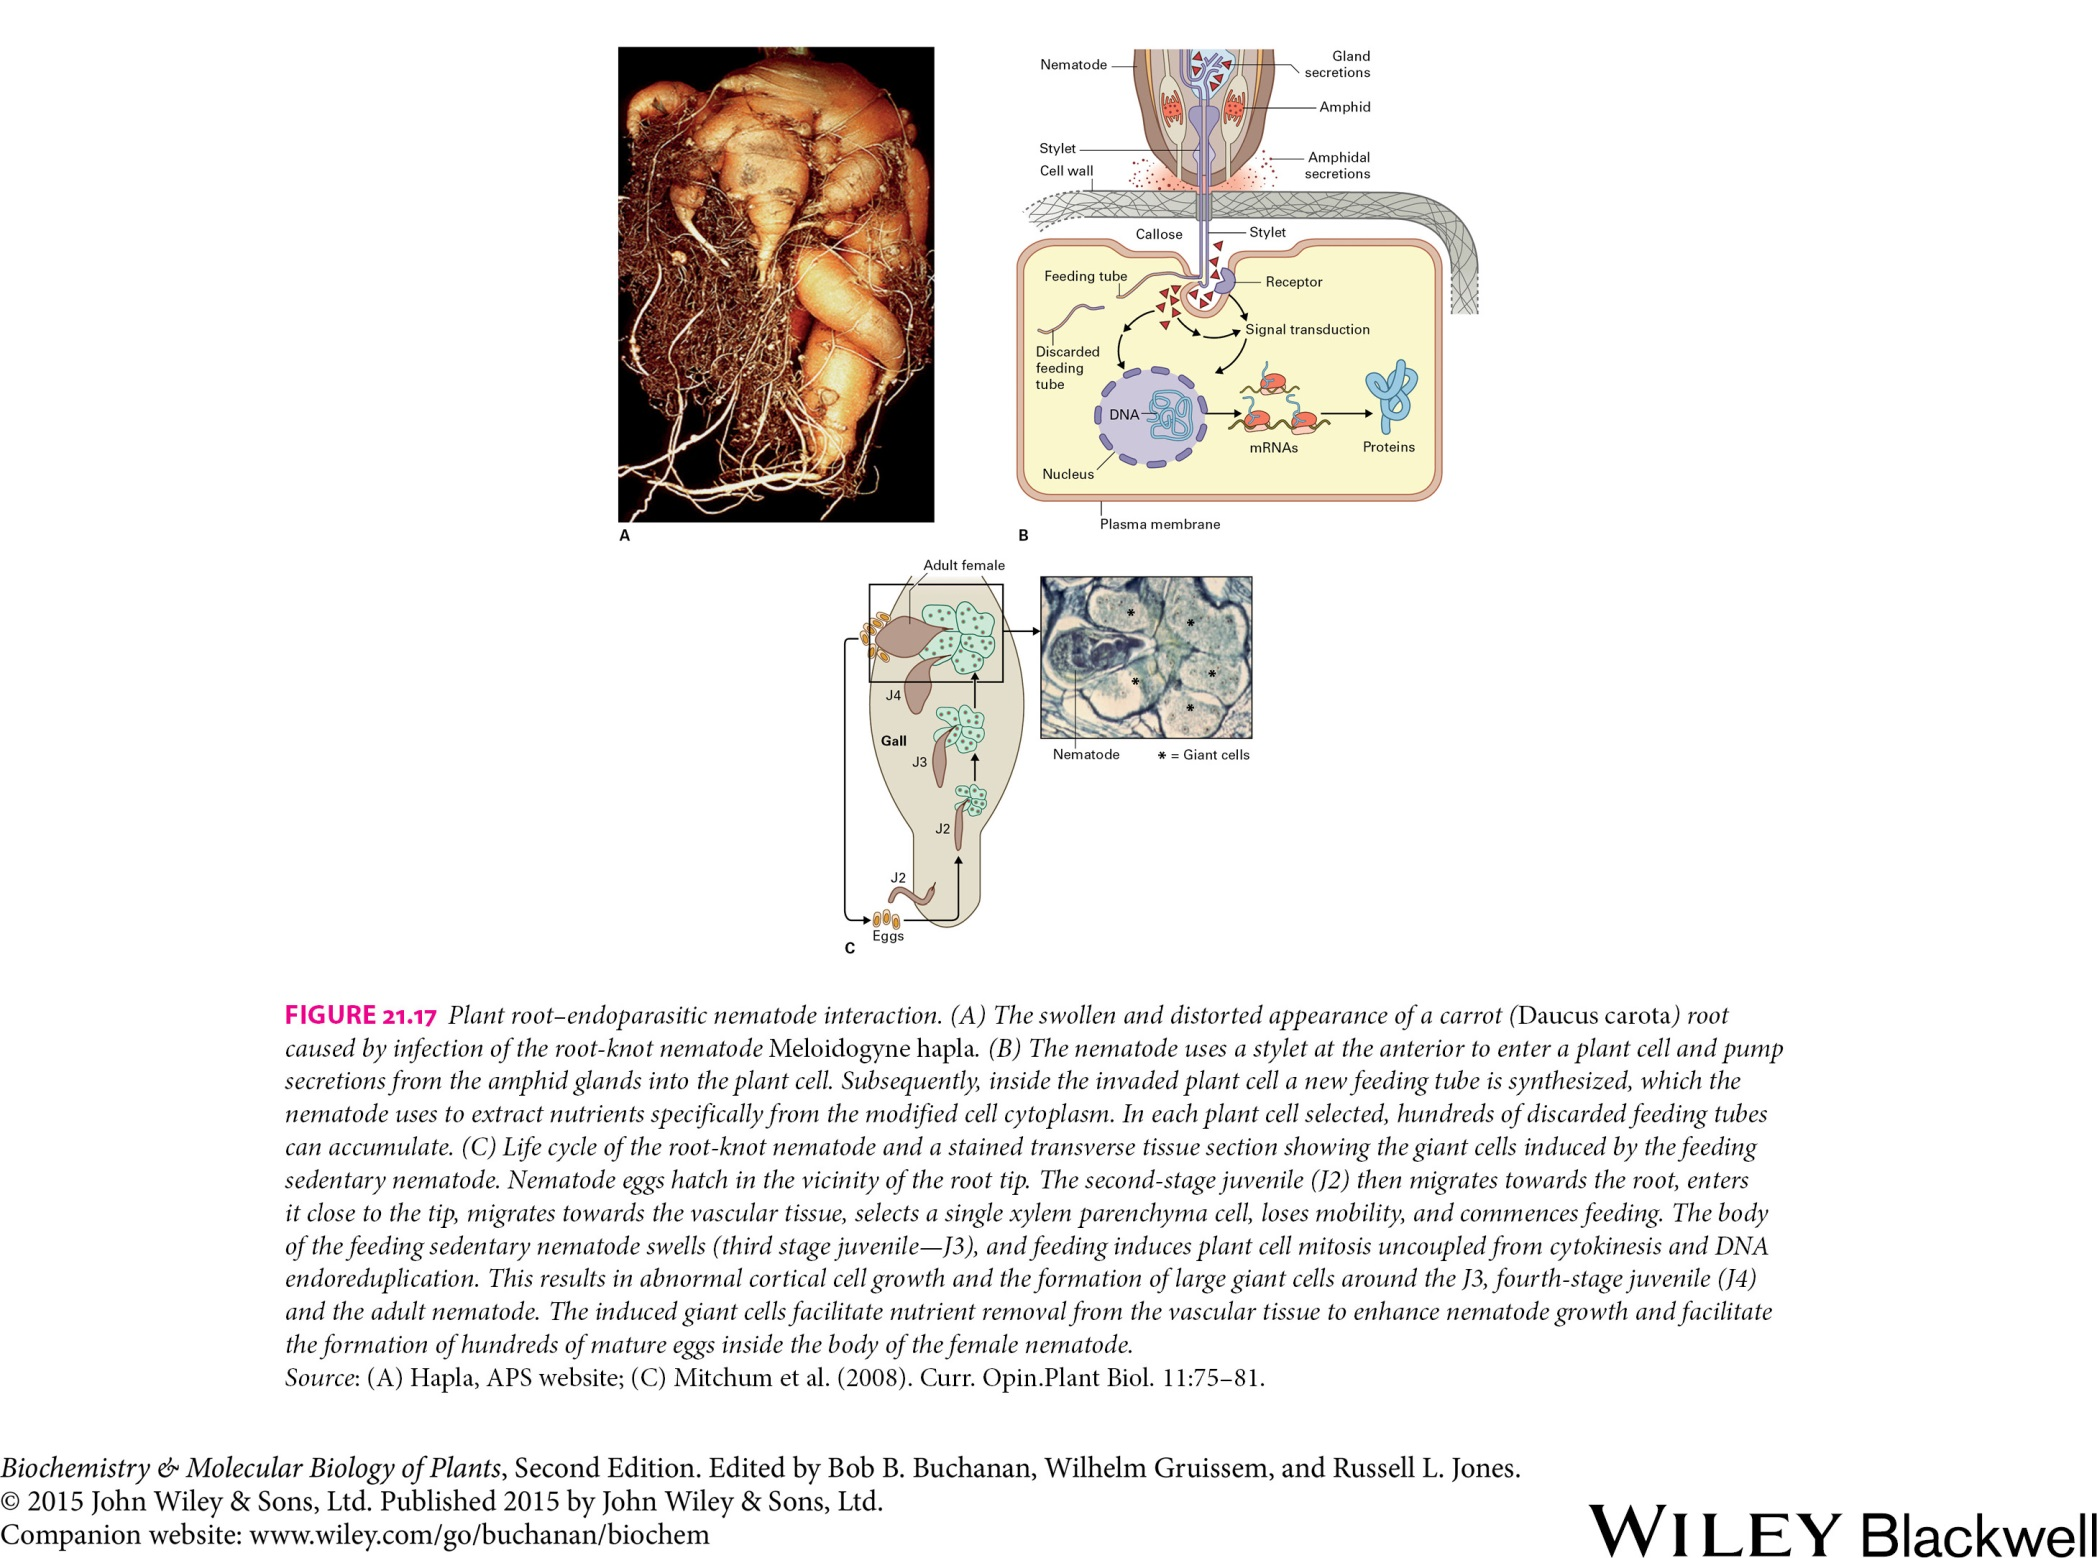 Nematode
Gland
secretions
Amphid
Stylet
Cell wall
Amphidal
secretions
Callose
Stylet
Feeding tube
Receptor
Signal transduction
Discarded
feeding
tube
DNA
mRNAs
Proteins
Nucleus
Plasma membrane
A
B
Adult female
J4
Gall
J3
J2
J2
Eggs
Nematode
* = Giant cells
*
*
*
*
*
C
FIGURE 21.17 Plant root–endoparasitic nematode interaction. (A) The swollen and distorted appearance of a carrot (Daucus carota) root
caused by infection of the root-knot nematode Meloidogyne hapla. (B) The nematode uses a stylet at the anterior to enter a plant cell and pump
secretions from the amphid glands into the plant cell. Subsequently, inside the invaded plant cell a new feeding tube is synthesized, which the
nematode uses to extract nutrients specifically from the modified cell cytoplasm. In each plant cell selected, hundreds of discarded feeding tubes
can accumulate. (C) Life cycle of the root-knot nematode and a stained transverse tissue section showing the giant cells induced by the feeding
sedentary nematode. Nematode eggs hatch in the vicinity of the root tip. The second-stage juvenile (J2) then migrates towards the root, enters
it close to the tip, migrates towards the vascular tissue, selects a single xylem parenchyma cell, loses mobility, and commences feeding. The body
of the feeding sedentary nematode swells (third stage juvenile—J3), and feeding induces plant cell mitosis uncoupled from cytokinesis and DNA
endoreduplication. This results in abnormal cortical cell growth and the formation of large giant cells around the J3, fourth-stage juvenile (J4)
and the adult nematode. The induced giant cells facilitate nutrient removal from the vascular tissue to enhance nematode growth and facilitate
the formation of hundreds of mature eggs inside the body of the female nematode.
Source: (A) Hapla, APS website; (C) Mitchum et al. (2008). Curr. Opin.Plant Biol. 11:75–81.
Biochemistry & Molecular Biology of Plants, Second Edition. Edited by Bob B. Buchanan, Wilhelm Gruissem, and Russell L. Jones.
© 2015 John Wiley & Sons, Ltd. Published 2015 by John Wiley & Sons, Ltd.
Companion website: www.wiley.com/go/buchanan/biochem
WILEY Blackwell